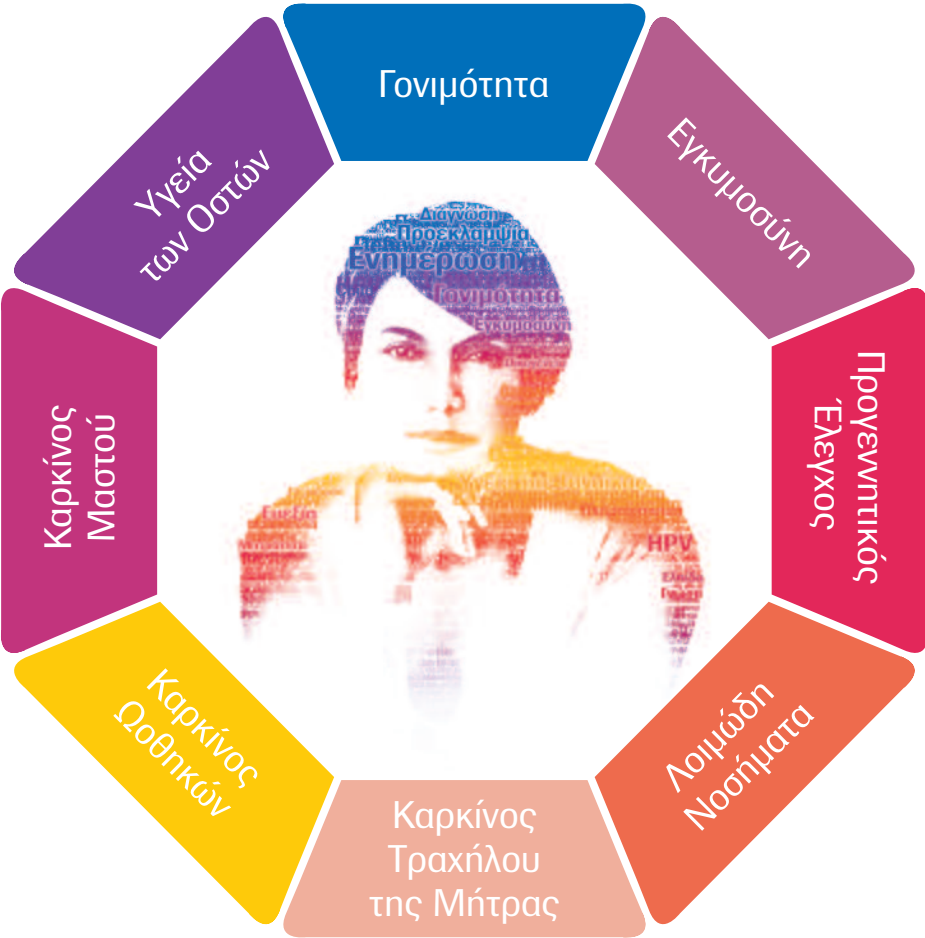 Γονιμότητα
Εγκυμοσύνη
Προγεννητικός
Έλεγχος
Λοιμώδη
Νοσήματα
Καρκίνος
Τραχήλου
της Μήτρας
Καρκίνος
Ωοθηκών
Καρκίνος
Μαστού
Υγεία
των Οστών
Διάγνωση
Προεκλαμψία
Ενημέρωση
Γονιμότητα
Εγκυμοσύνη
Ευεξία
HPV